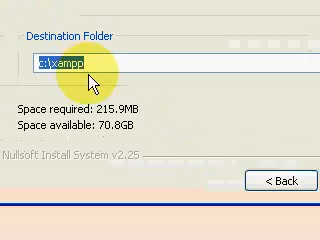 Destination Folder
c:\xampp
Space required: 215.9MB
Space available: 70.8GB
Nullsoft Install System v2.25
< Back